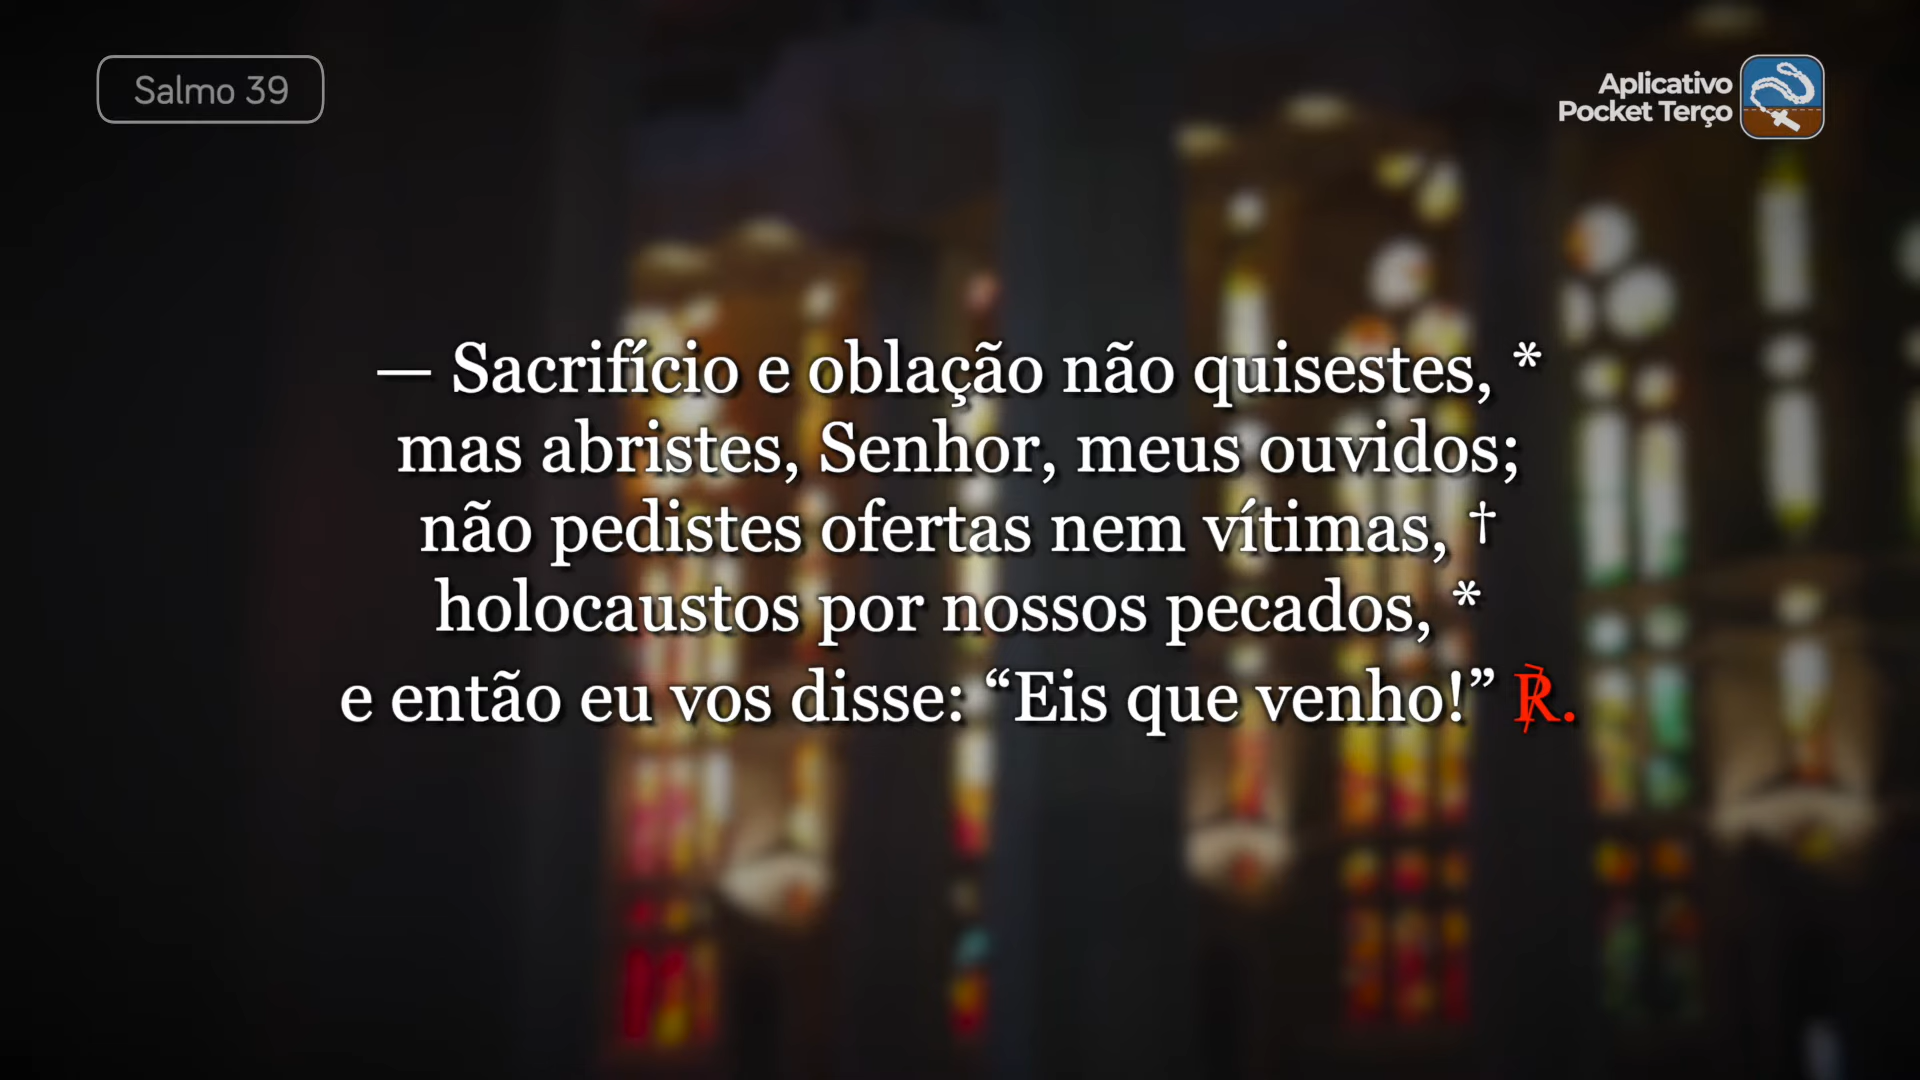 Salmo 39
Aplicativo
Pocket Terço
— Sacrifício e oblação não quisestes, *
mas abristes, Senhor, meus ouvidos;
não pedistes ofertas nem vítimas, †
holocaustos por nossos pecados, *
e então eu vos disse: “Eis que venho!” ℟.